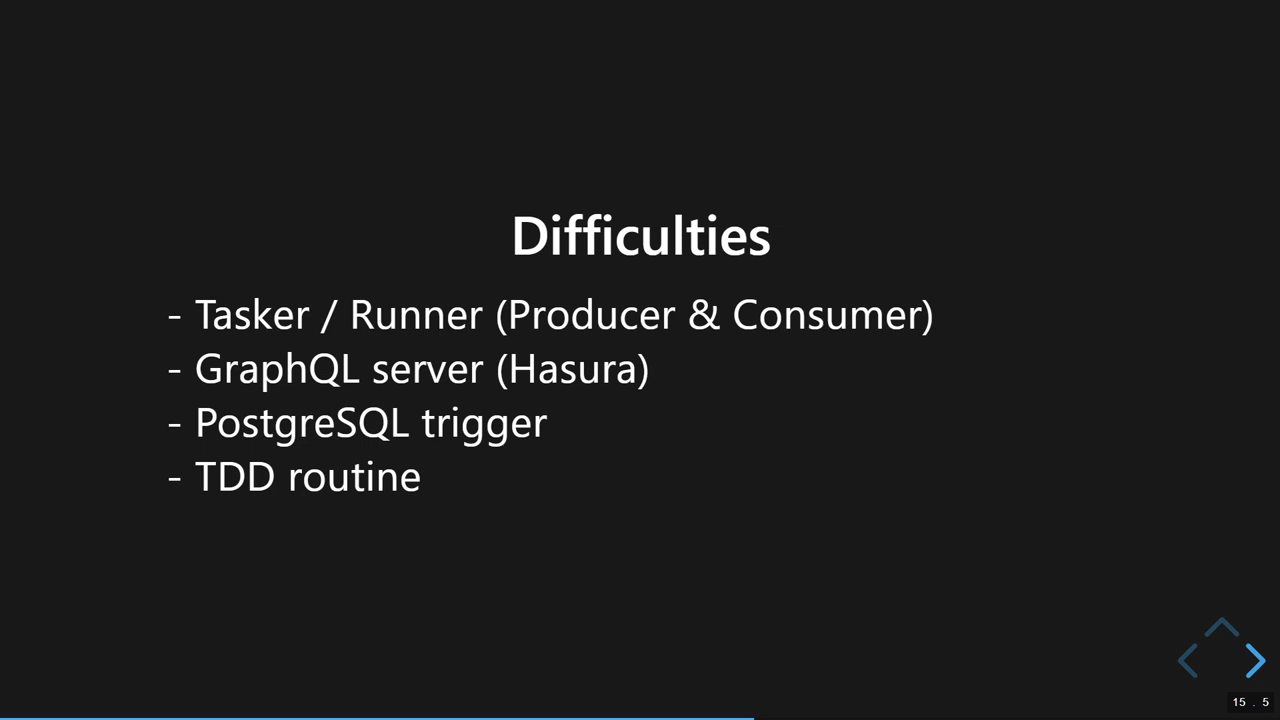 Difficulties
- Tasker / Runner (Producer & Consumer)
- GraphQL server (Hasura)
- PostgreSQL trigger
- TDD routine
15 . 5